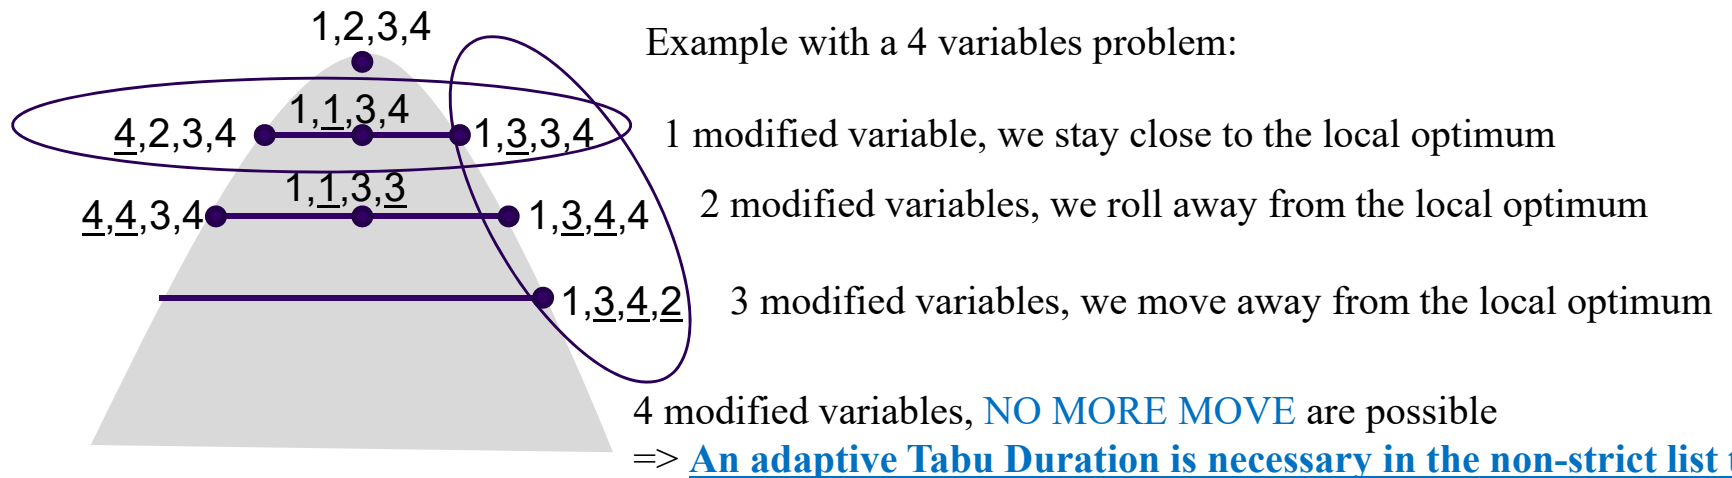 1,2,3,4
Example with a 4 variables problem:
1,1,3,4
4,2,3,4
1,3,3,4
1 modified variable, we stay close to the local optimum
1,1,3,3
4,4,3,4
1,3,4,4
2 modified variables, we roll away from the local optimum
1,3,4,2
3 modified variables, we move away from the local optimum
4 modified variables, NO MORE MOVE are possible
=> An adaptive Tabu Duration is necessary in the non-strict list